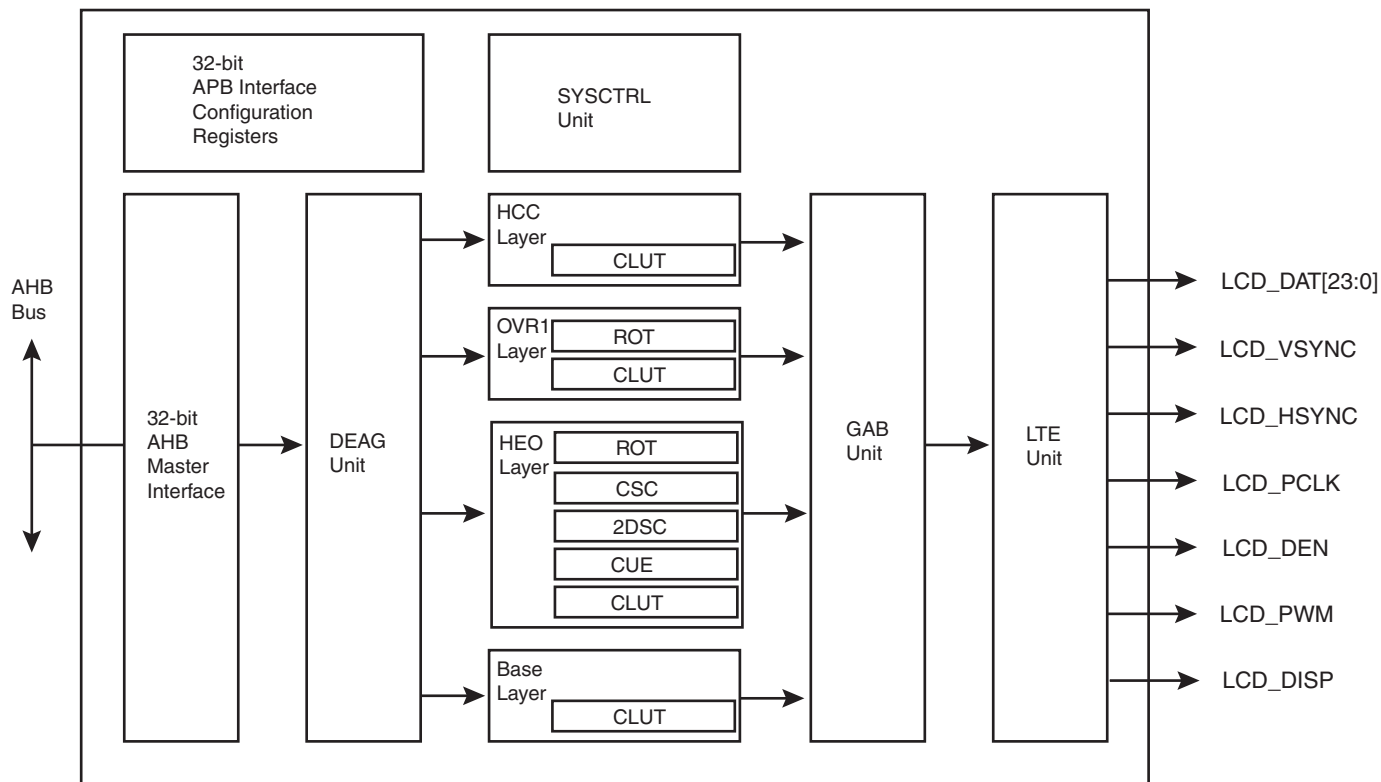 32-bit
APB Interface
Configuration
Registers
SYSCTRL
Unit
AHB
Bus
32-bit
AHB
Master
Interface
DEAG
Unit
HCC
Layer
CLUT
OVR1
Layer
ROT
CLUT
HEO
Layer
ROT
CSC
2DSC
CUE
CLUT
Base
Layer
CLUT
GAB
Unit
LTE
Unit
LCD_DAT[23:0]
LCD_VSYNC
LCD_HSYNC
LCD_PCLK
LCD_DEN
LCD_PWM
LCD_DISP